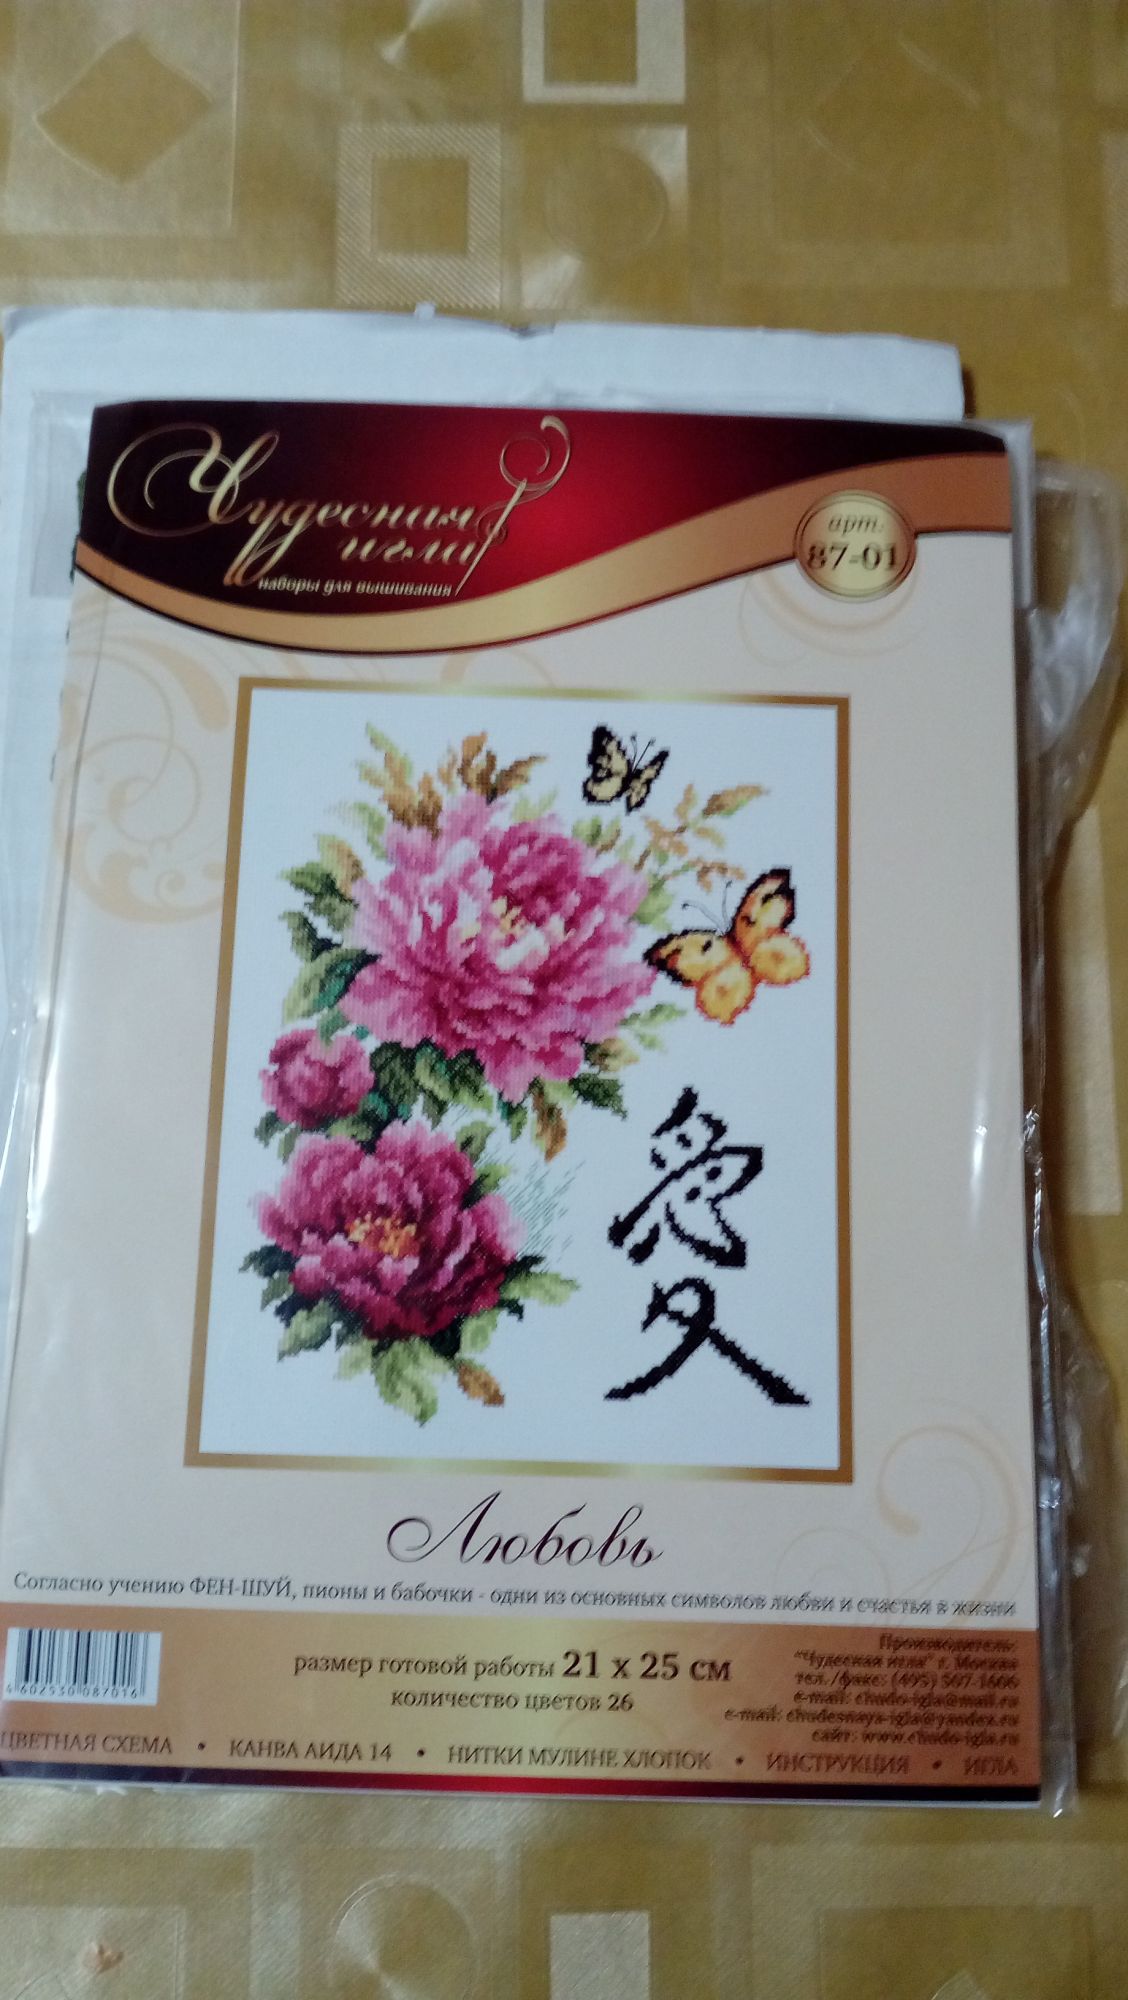 Чудесная
игла
наборы для вышивания
арт.
87-01
愛
Любовь
Согласно учению ФЕН-ШУЙ, пионы и бабочки - одни из основных символов любви и счастья в жизни
4602530087016
размер готовой работы 21 х 25 см
количество цветов 26
Производитель:
"Чудесная игла" г. Москва
тел./факс: (495) 507-1606
e-mail: chudo-igla@mail.ru
e-mail: chudesnaya-igla@yandex.ru
сайт: www.chudo-igla.ru
ЦВЕТНАЯ СХЕМА • КАНВА АИДА 14 • НИТКИ МУЛИНЕ ХЛОПОК • ИНСТРУКЦИЯ • ИГЛА